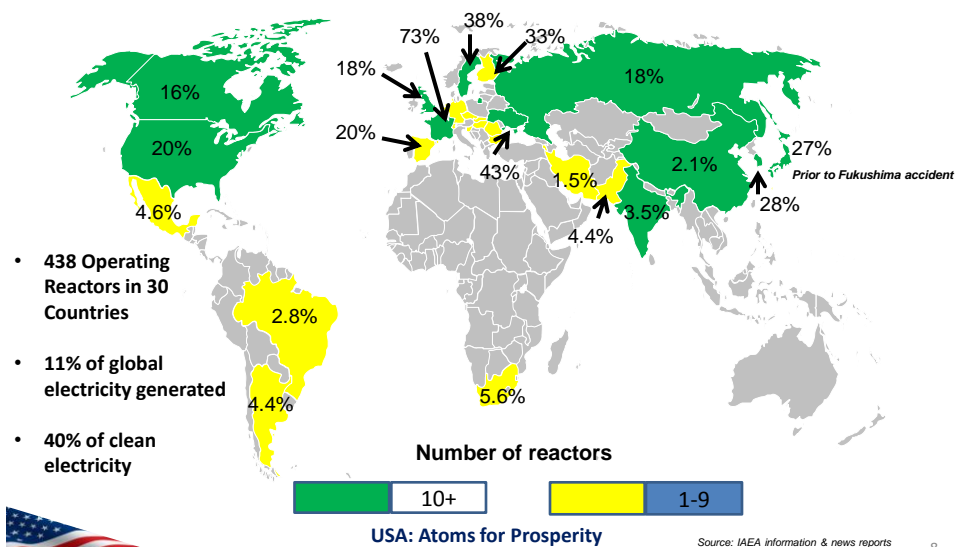 38%
73%
33%
18%
18%
16%
20%
20%
43%
27%
Prior to Fukushima accident
2.1%
1.5%
28%
3.5%
4.4%
4.6%
• 438 Operating
Reactors in 30
Countries
2.8%
• 11% of global
electricity generated
4.4%
5.6%
• 40% of clean
electricity
Number of reactors
10+
1-9
USA: Atoms for Prosperity
Source: IAEA information & news reports
8